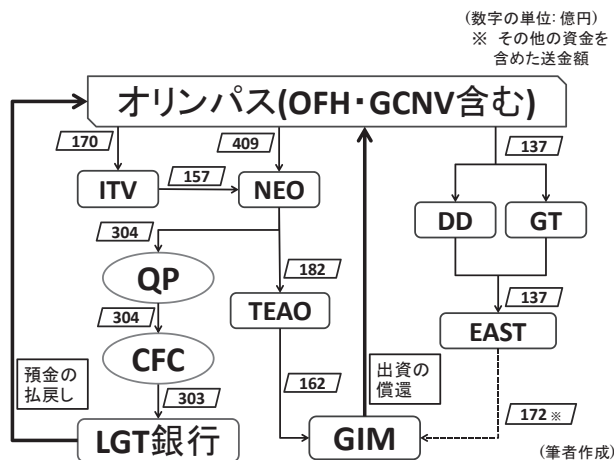 (数字の単位: 億円)
※ その他の資金を
含めた送金額
オリンパス(OFH・GCNV含む)
170
409
137
ITV
157
NEO
DD
GT
304
182
QP
TEAO
137
304
EAST
CFC
預金の
払戻し
162
出資の
償還
303
172※
LGT銀行
GIM
(筆者作成)